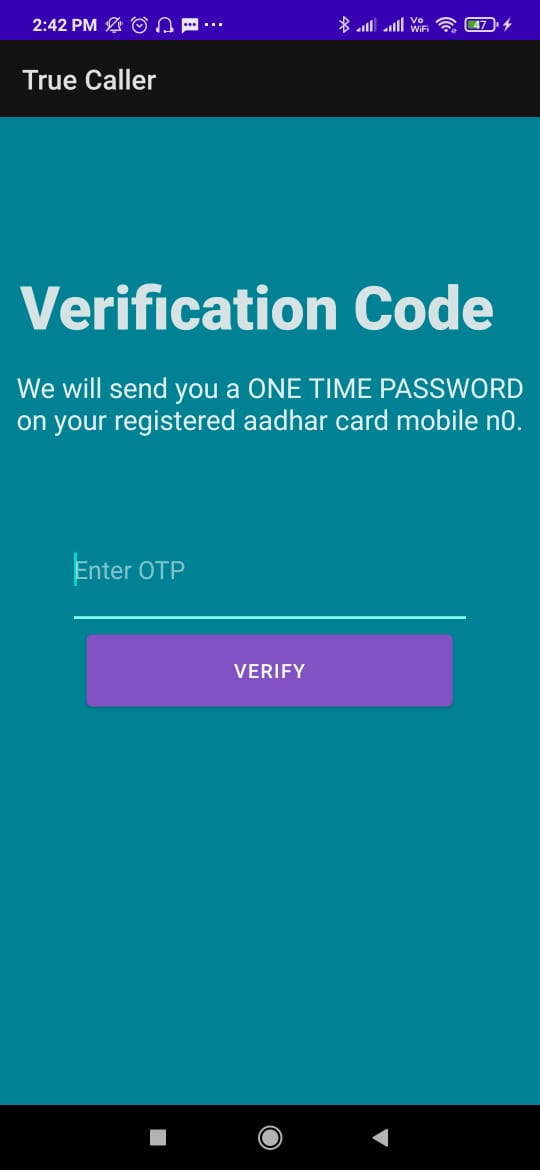 2:42 PM
Vo
WiFi
47
True Caller
Verification Code
We will send you a ONE TIME PASSWORD
on your registered aadhar card mobile n0.
Enter OTP
VERIFY